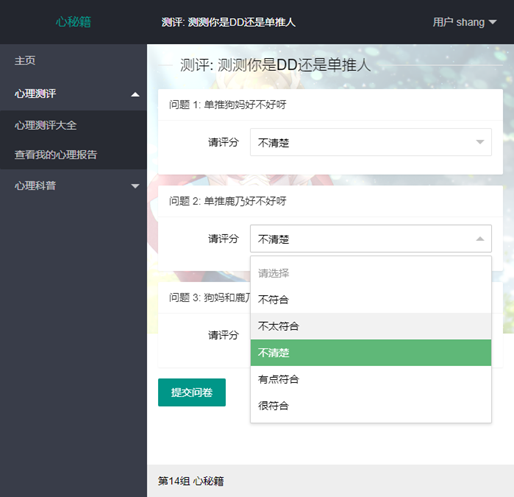 心秘籍
测评: 测测你是DD还是单推人
用户 shang
主页
心理测评
心理测评大全
查看我的心理报告
心理科普
测评: 测测你是DD还是单推人
问题 1: 单推狗妈好不好呀
请评分
不清楚
问题 2: 单推鹿乃好不好呀
请评分
不清楚
请选择
不符合
不太符合
不清楚
有点符合
很符合
问题 3: 狗妈和鹿
请评分
提交问卷
第14组 心秘籍